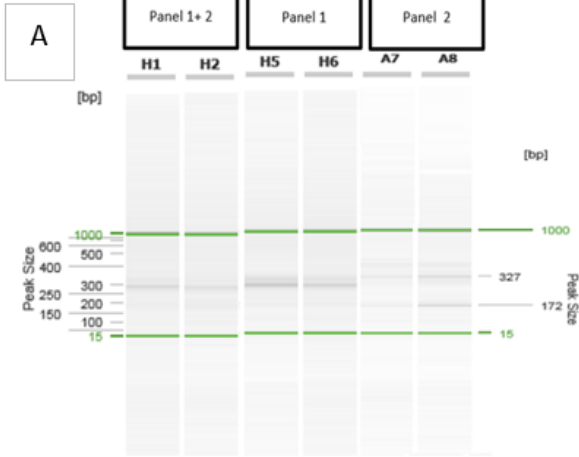 A
Panel 1+ 2
Panel 1
Panel 2
H1
H2
H5
H6
A7
A8
[bp]
[bp]
1000
600
500
400
300
250
200
150
100
15
Peak Size
1000
327
172
15
Peak Size